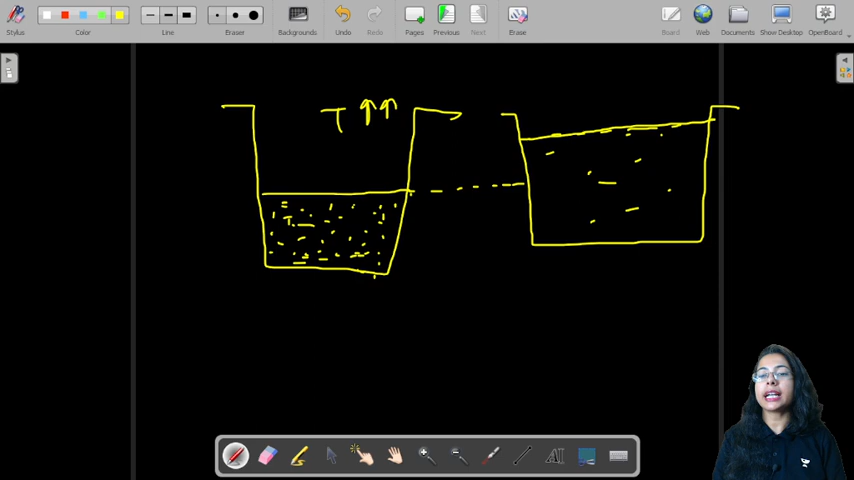 Stylus
Color
Line
Eraser
Backgrounds
Undo
Redo
Pages
Previous
Next
Erase
Board
Web
Documents
Show Desktop
OpenBoard
T ↑↑